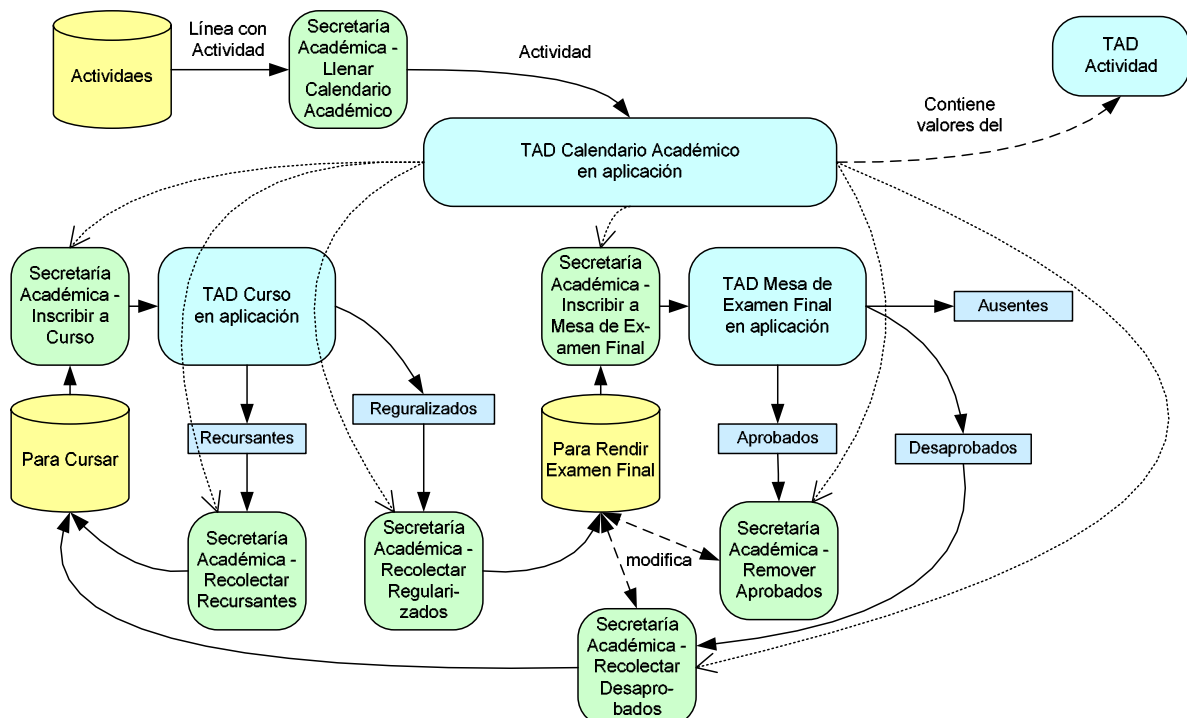 Actividaes
Línea con
Actividad
Secretaría
Académica -
Llenar
Calendario
Académico
Actividad
TAD
Actividad
Contiene
valores del
TAD Calendario Académico
en aplicación
Secretaría
Académica -
Inscribir a
Curso
TAD Curso
en aplicación
Secretaría
Académica -
Inscribir a
Mesa de Ex-
amen Final
TAD Mesa de
Examen Final
en aplicación
Ausentes
Para Cursar
Recursantes
Reguralizados
Para Rendir
Examen Final
Aprobados
Desaprobados
Secretaría
Académica -
Recolectar
Recursantes
Secretaría
Académica -
Recolectar
Regulari-
zados
modifica
Secretaría
Académica -
Remover
Aprobados
Secretaría
Académica -
Recolectar
Desapro-
bados